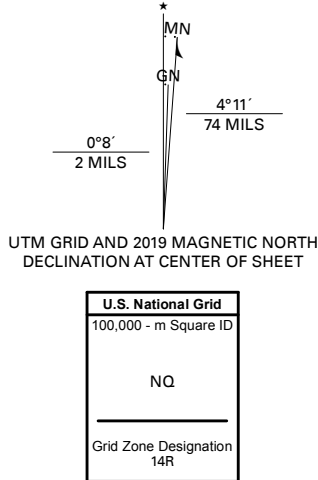 ★
MN
GN
4°11´
74 MILS
0°8´
2 MILS
UTM GRID AND 2019 MAGNETIC NORTH
DECLINATION AT CENTER OF SHEET
U.S. National Grid
100,000 - m Square ID
NQ
Grid Zone Designation
14R